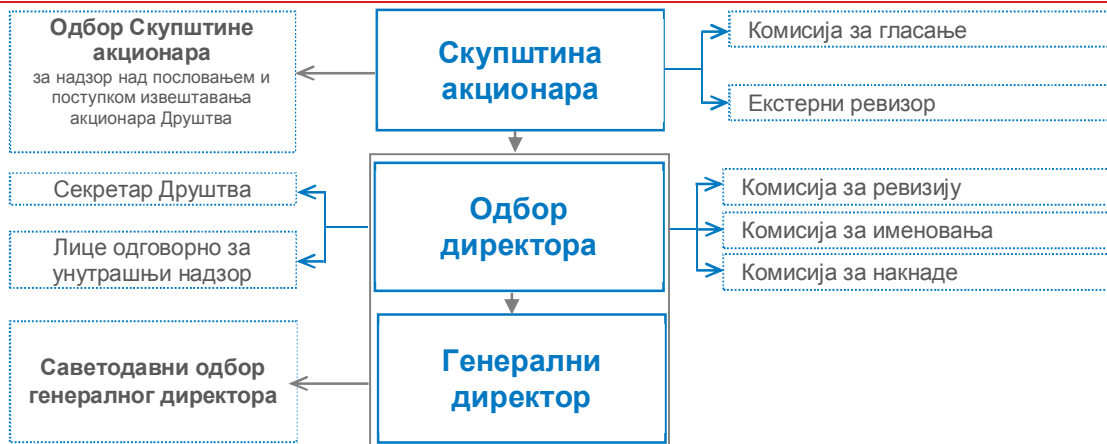 Одбор Скупштине
акционара
за надзор над пословањем и
поступком извештавања
акционара Друштва
Скупштина
акционара
Комисија за гласање
Екстерни ревизор
Секретар Друштва
Лице одговорно за
унутрашњи надзор
Одбор
директора
Комисија за ревизију
Комисија за именовања
Комисија за накнаде
Саветодавни одбор
генералног директора
Генерални
директор